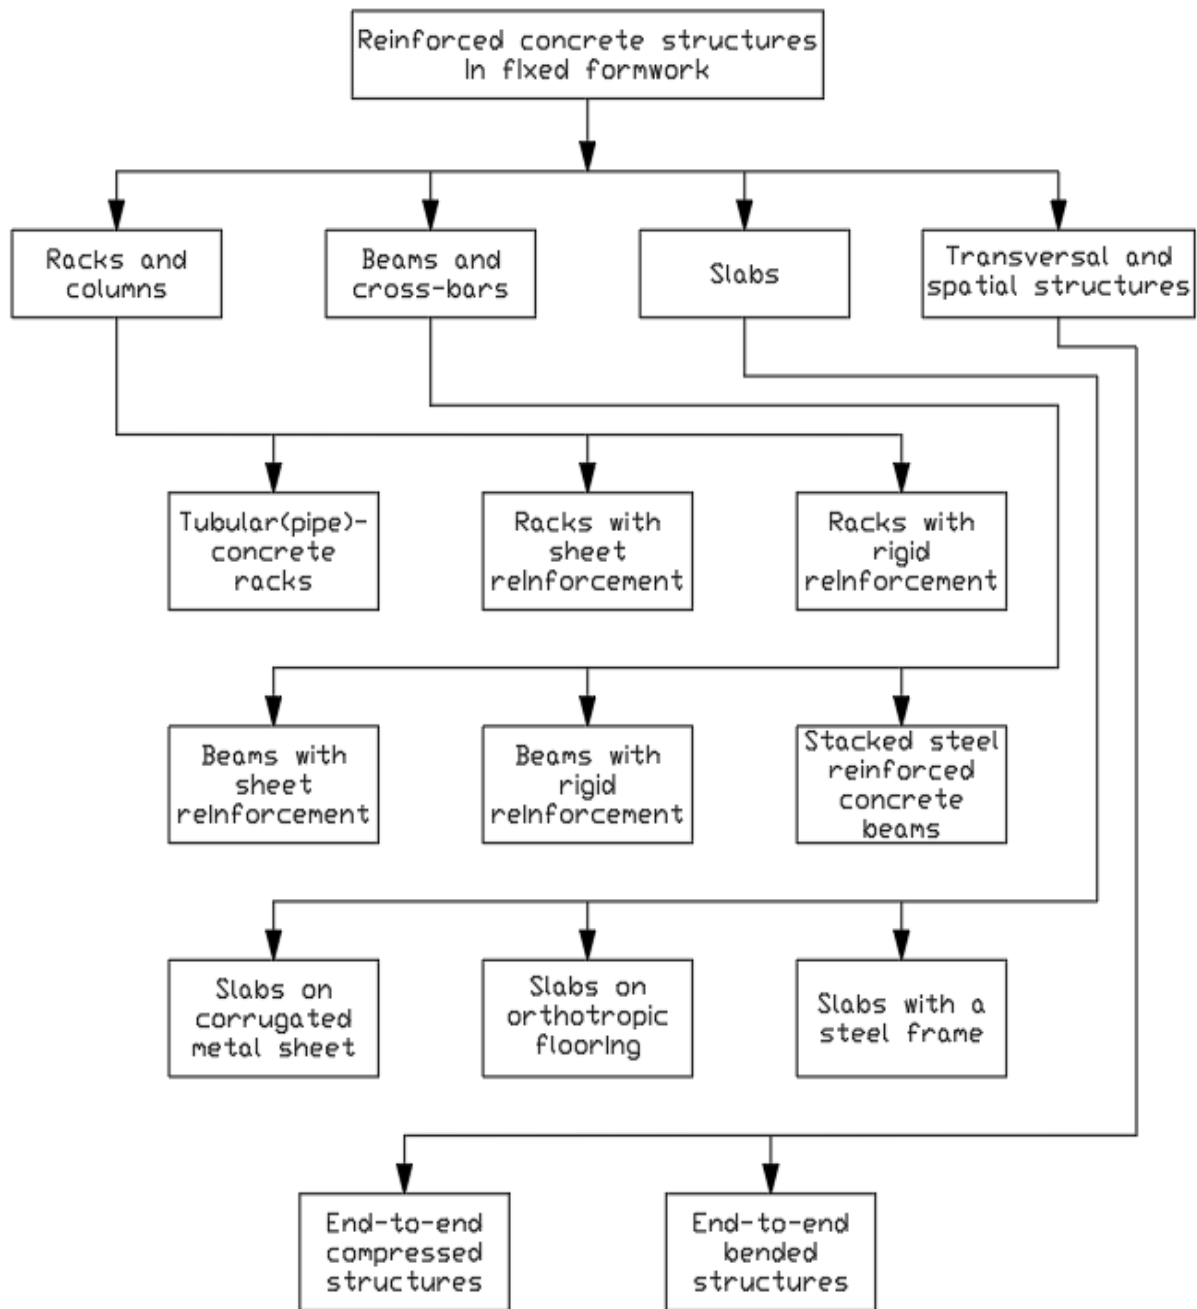 Reinforced concrete structures
In fIxed formwork
Racks and
columns
Beams and
cross-bars
Slabs
Transversal and
spatial structures
Tubular(pipe)-
concrete
racks
Racks with
sheet
reInforcement
Racks with
rigid
reInforcement
Beams with
sheet
reInforcement
Beams with
rigid
reInforcement
Stacked steel
reinforced
concrete
beams
Slabs on
corrugated
metal sheet
Slabs on
orthotropic
floorIng
Slabs with a
steel frame
End-to-end
compressed
structures
End-to-end
bended
structures